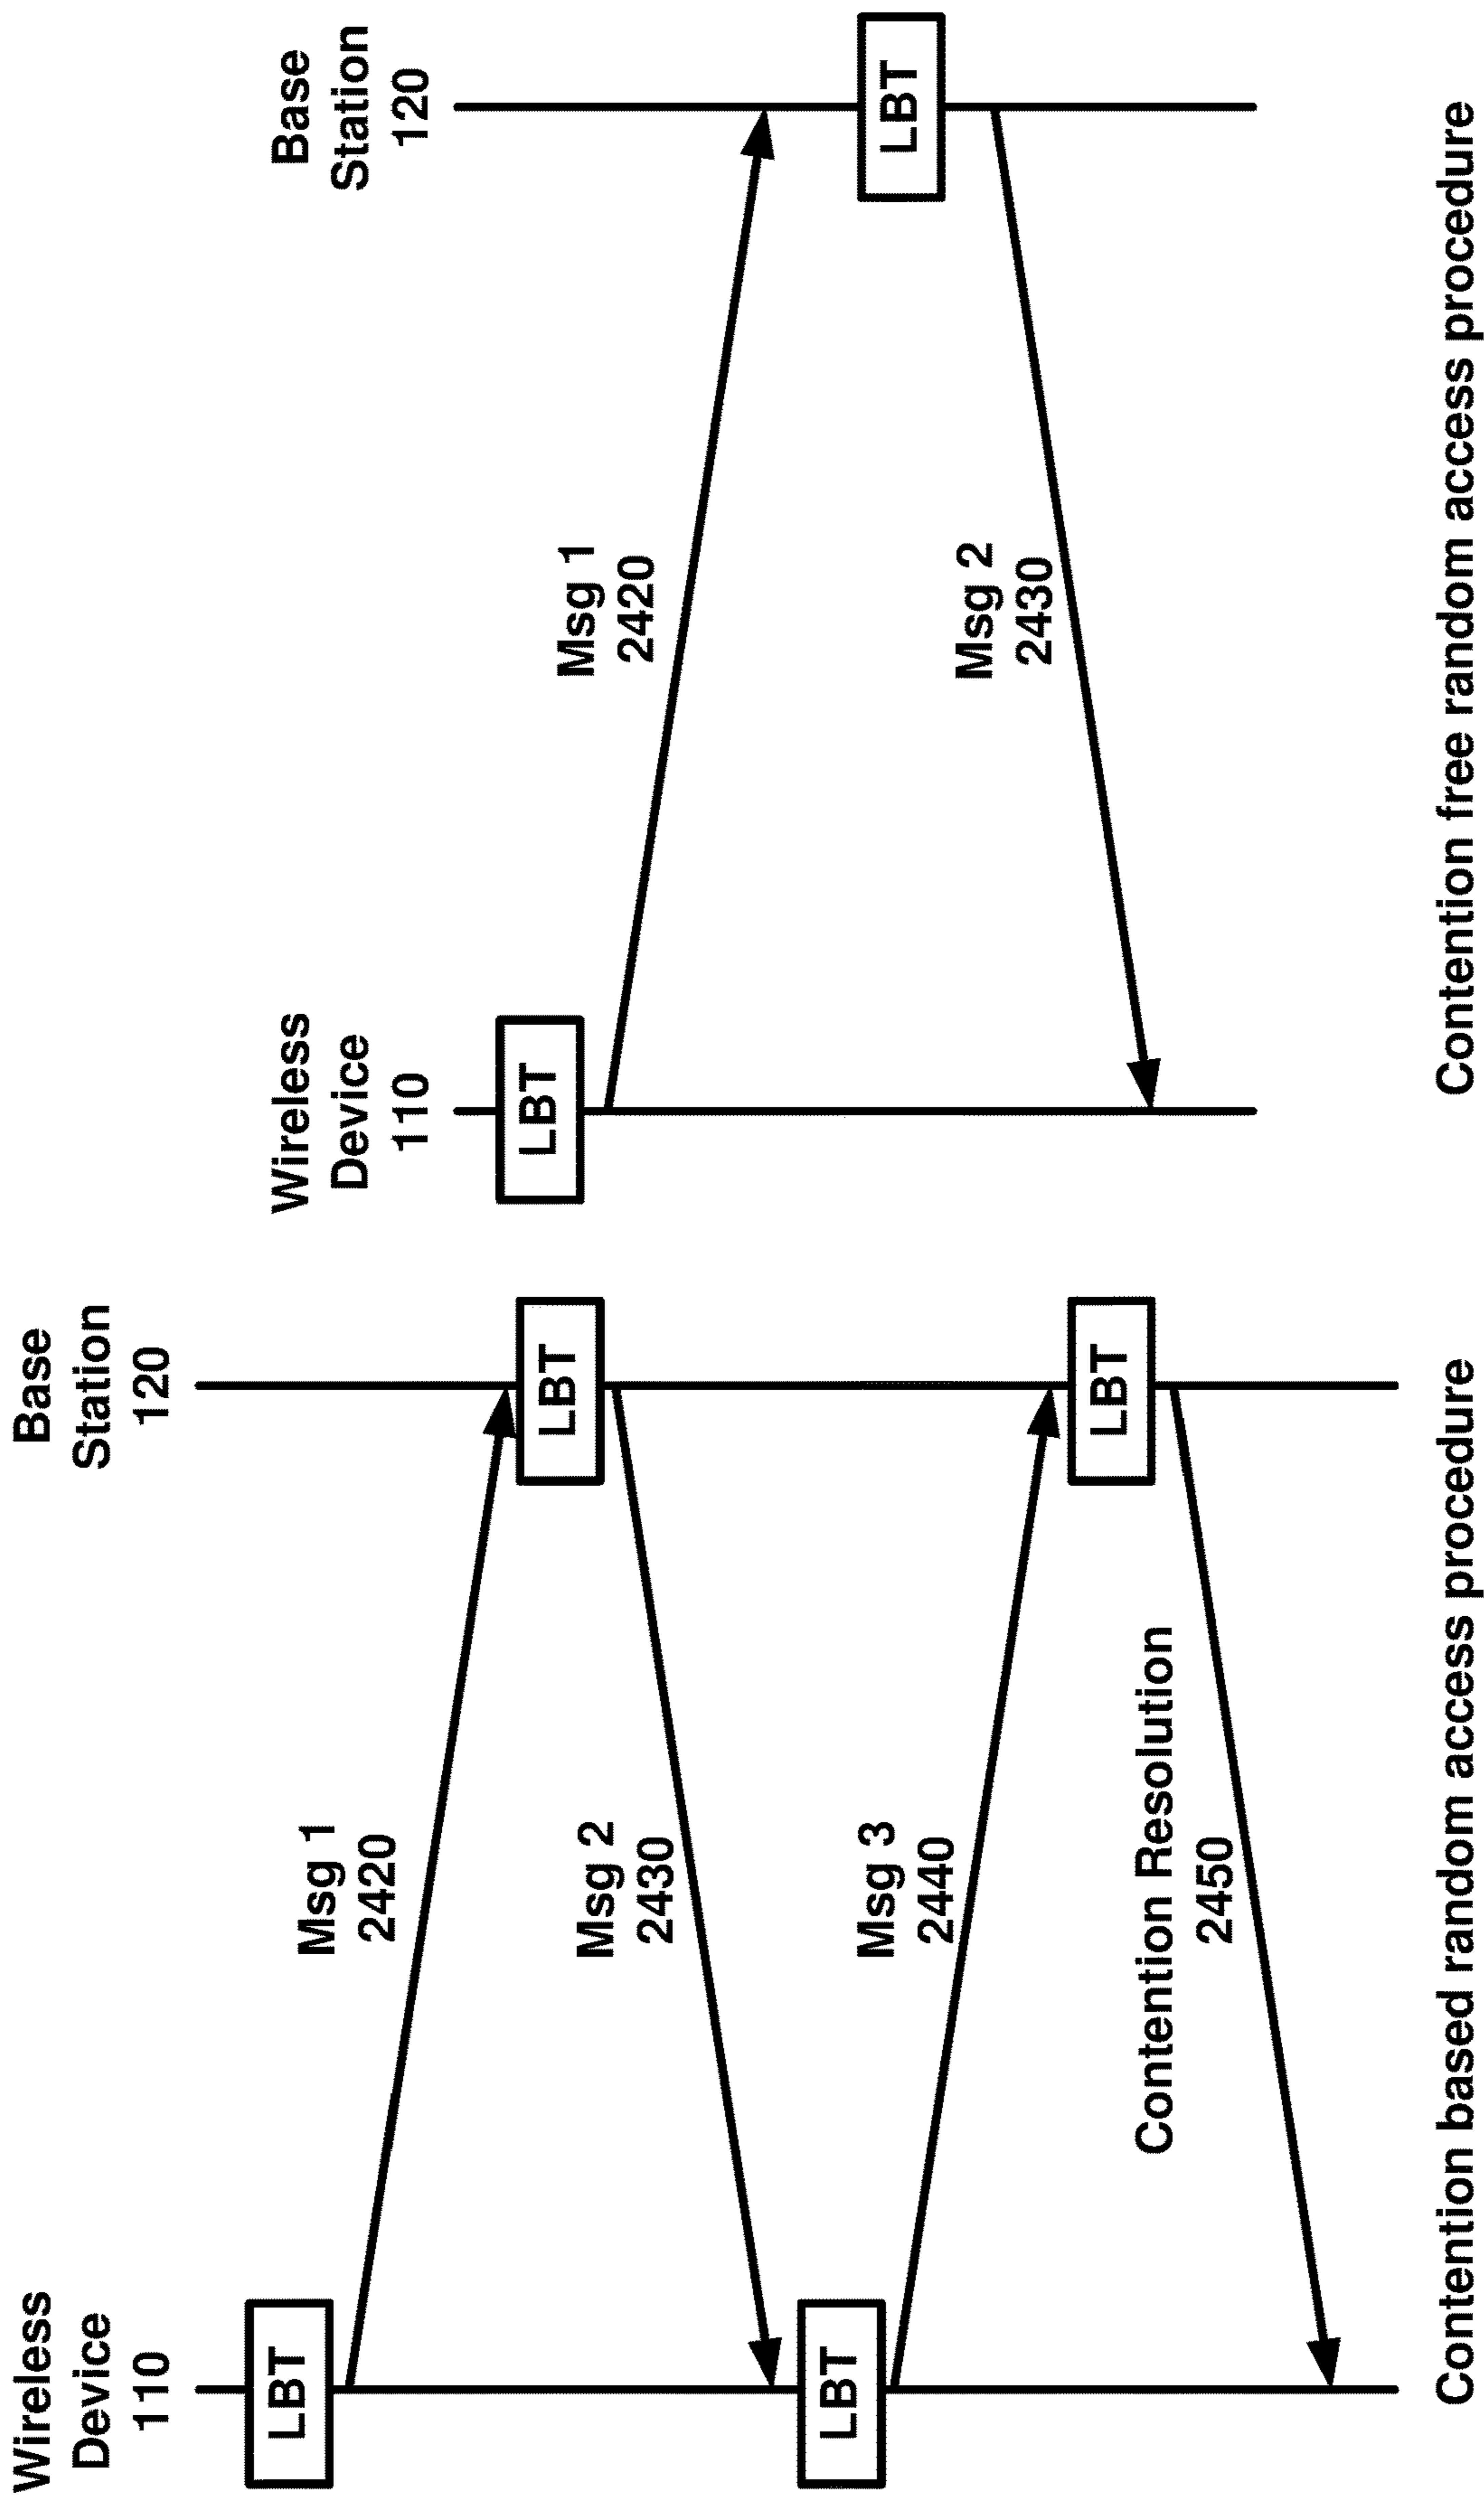 Wireless
Device
110
Base
Station
120
LBT
Msg 1
2420
LBT
Msg 2
2430
LBT
Msg 3
2440
LBT
Contention Resolution
2450
Contention based random access procedure
Wireless
Device
110
Base
Station
120
LBT
Msg 1
2420
LBT
Msg 2
2430
Contention free random access procedure